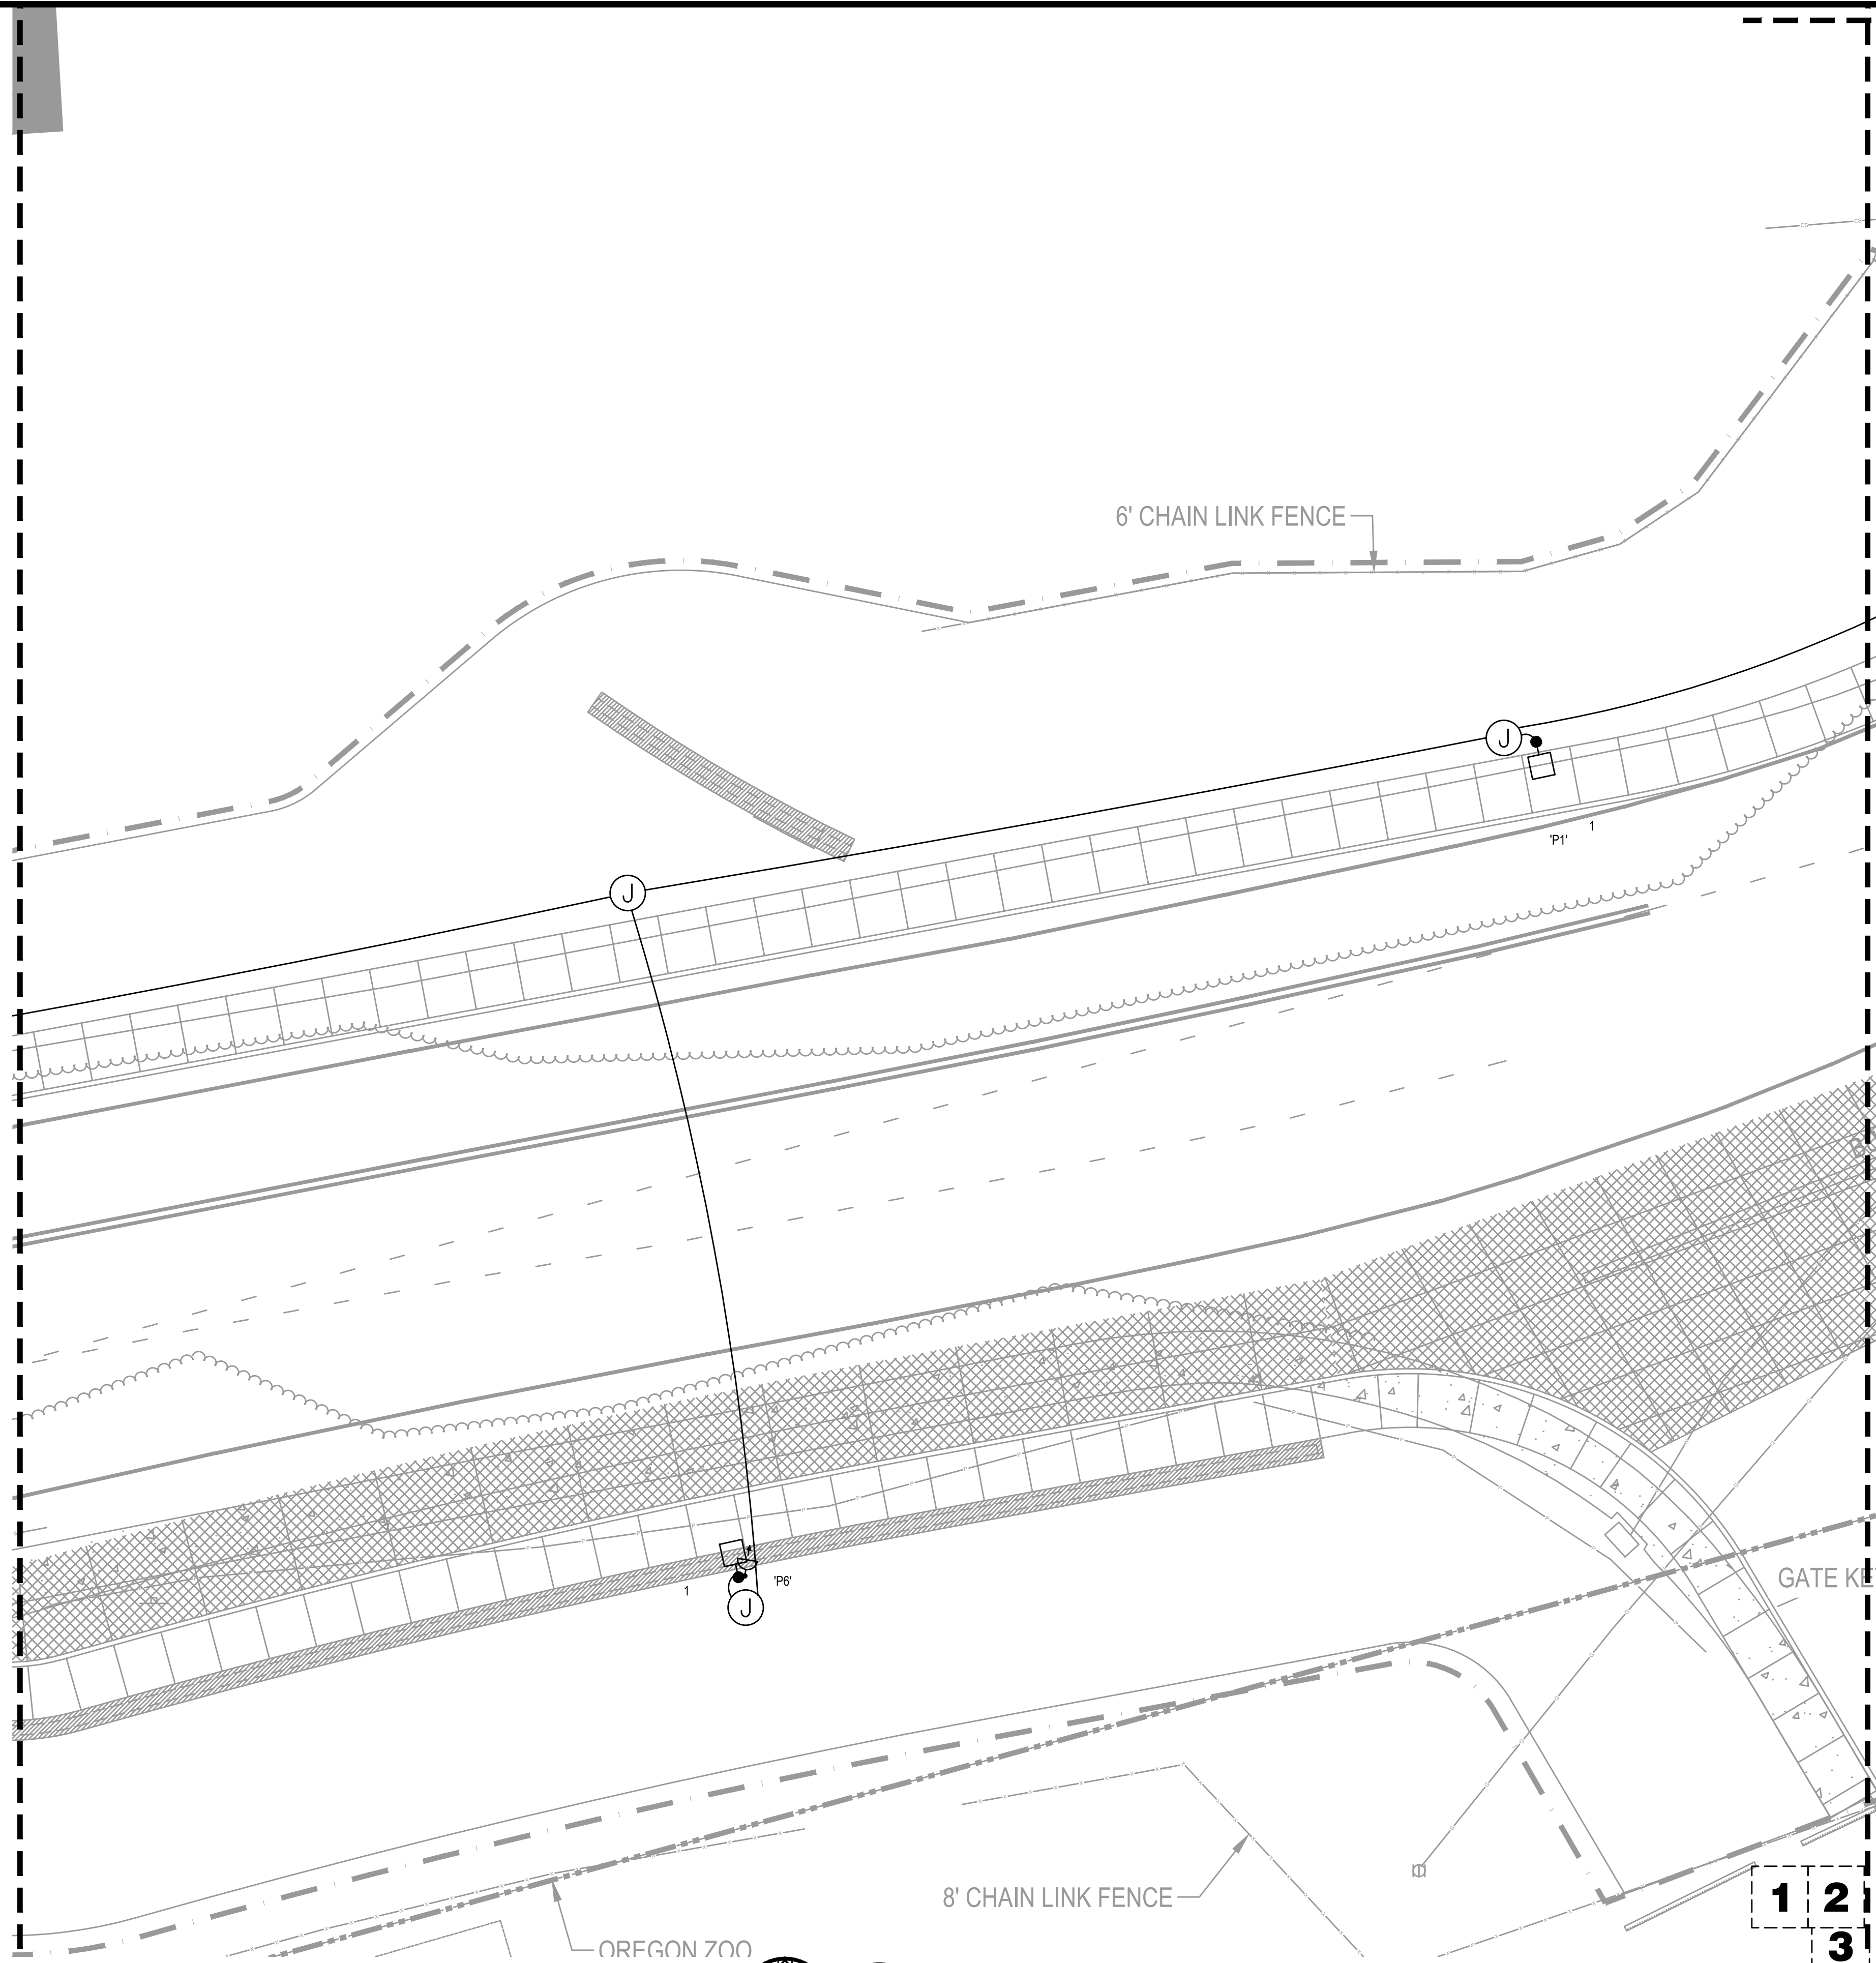 6' CHAIN LINK FENCE
J
'P1' 1
J
1 'P6'
J
GATE
8' CHAIN LINK FENCE
1 2
OREGON ZOO
3